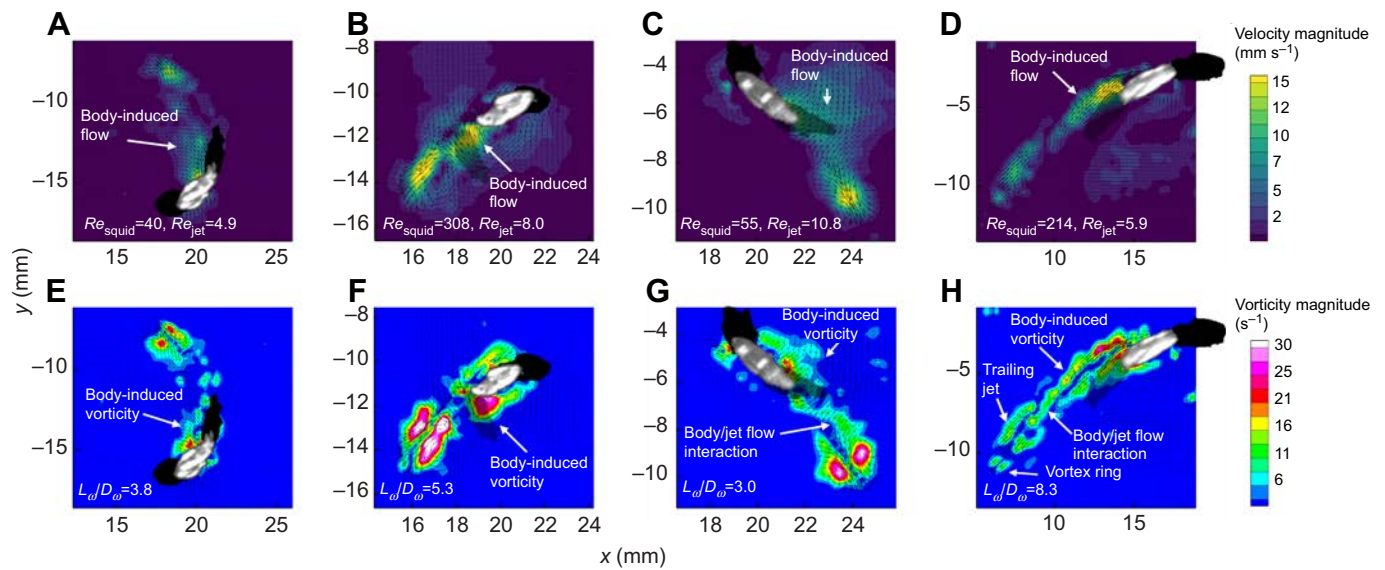 A
B
C
D
Velocity magnitude
(mm s⁻¹)
15
12
10
7
5
2
–10
–15
Body-induced
flow
Re_squid=40, Re_jet=4.9
15
20
25
–8
–10
–12
–14
–16
Body-induced
flow
Re_squid=308, Re_jet=8.0
16
18
20
22
24
–4
–6
–8
–10
Body-induced
flow
Re_squid=55, Re_jet=10.8
18
20
22
24
–5
–10
Body-induced
flow
Re_squid=214, Re_jet=5.9
10
15
y (mm)
E
F
G
H
Vorticity magnitude
(s⁻¹)
30
25
21
16
11
6
–10
–15
Body-induced
vorticity
L_ω/D_ω=3.8
15
20
25
–8
–10
–12
–14
–16
Body-induced
vorticity
L_ω/D_ω=5.3
16
18
20
22
24
–4
–6
–8
–10
Body-induced
vorticity
Body/jet flow
interaction
L_ω/D_ω=3.0
18
20
22
24
–5
–10
Body-induced
vorticity
Trailing
jet
Body/jet flow
interaction
Vortex ring
L_ω/D_ω=8.3
10
15
x (mm)